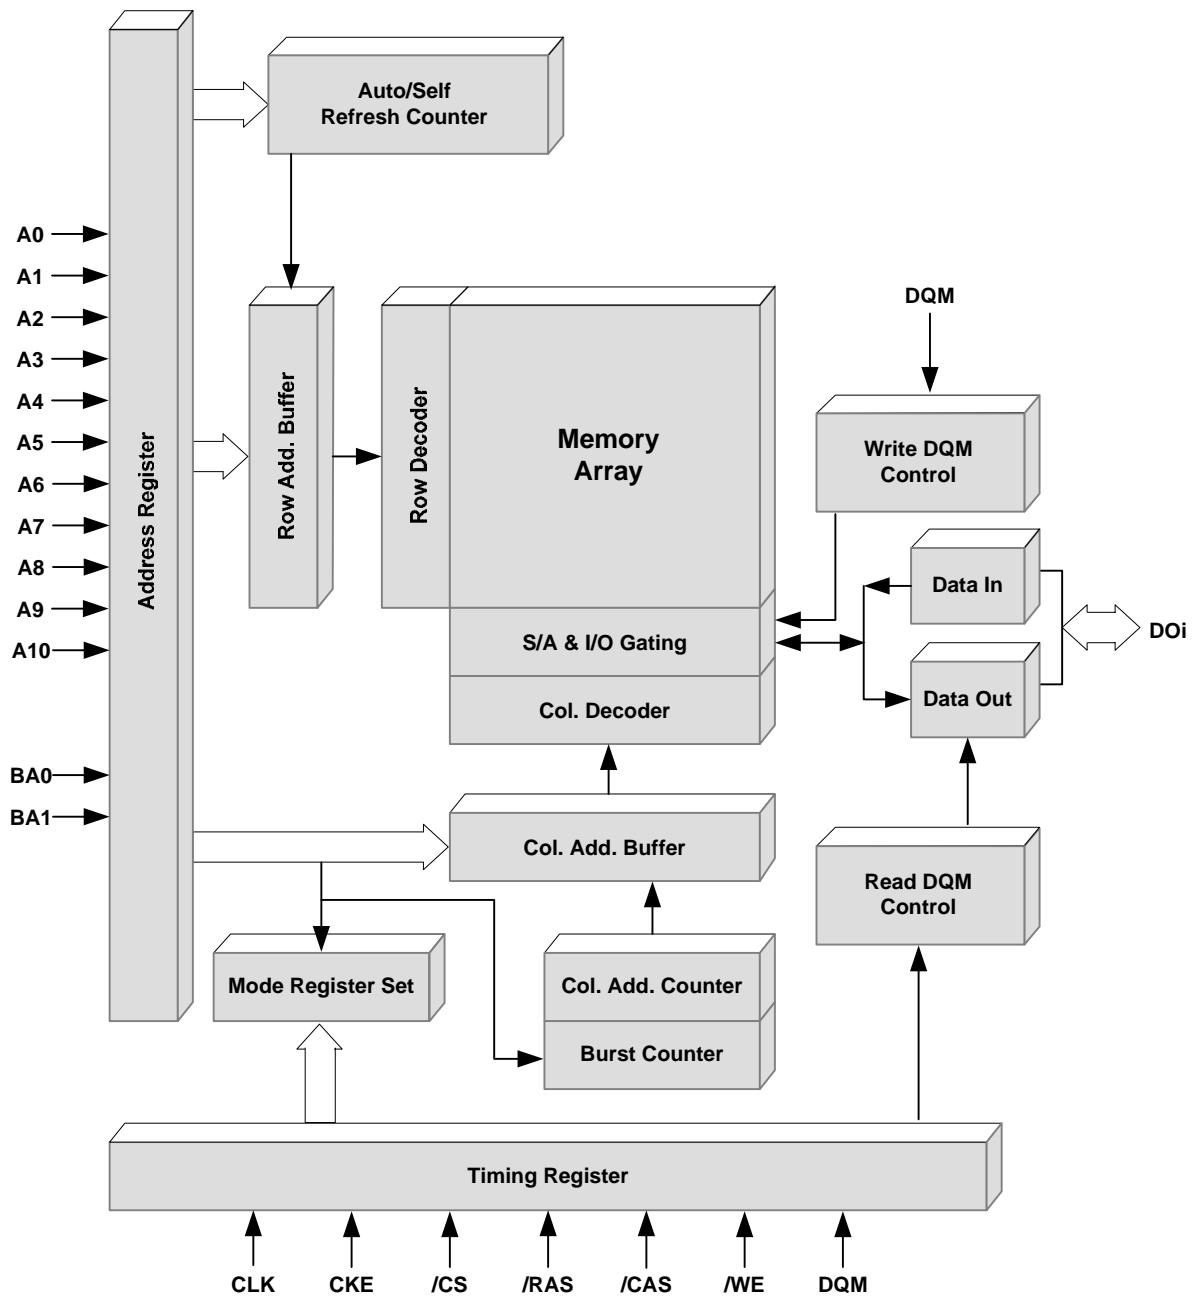 Auto/Self
Refresh Counter
A0
A1
A2
A3
A4
A5
A6
A7
A8
A9
A10
BA0
BA1
Address Register
Row Add. Buffer
Row Decoder
Memory
Array
S/A & I/O Gating
Col. Decoder
DQM
Write DQM
Control
Data In
Data Out
DOi
Col. Add. Buffer
Read DQM
Control
Mode Register Set
Col. Add. Counter
Burst Counter
Timing Register
CLK
CKE
/CS
/RAS
/CAS
/WE
DQM